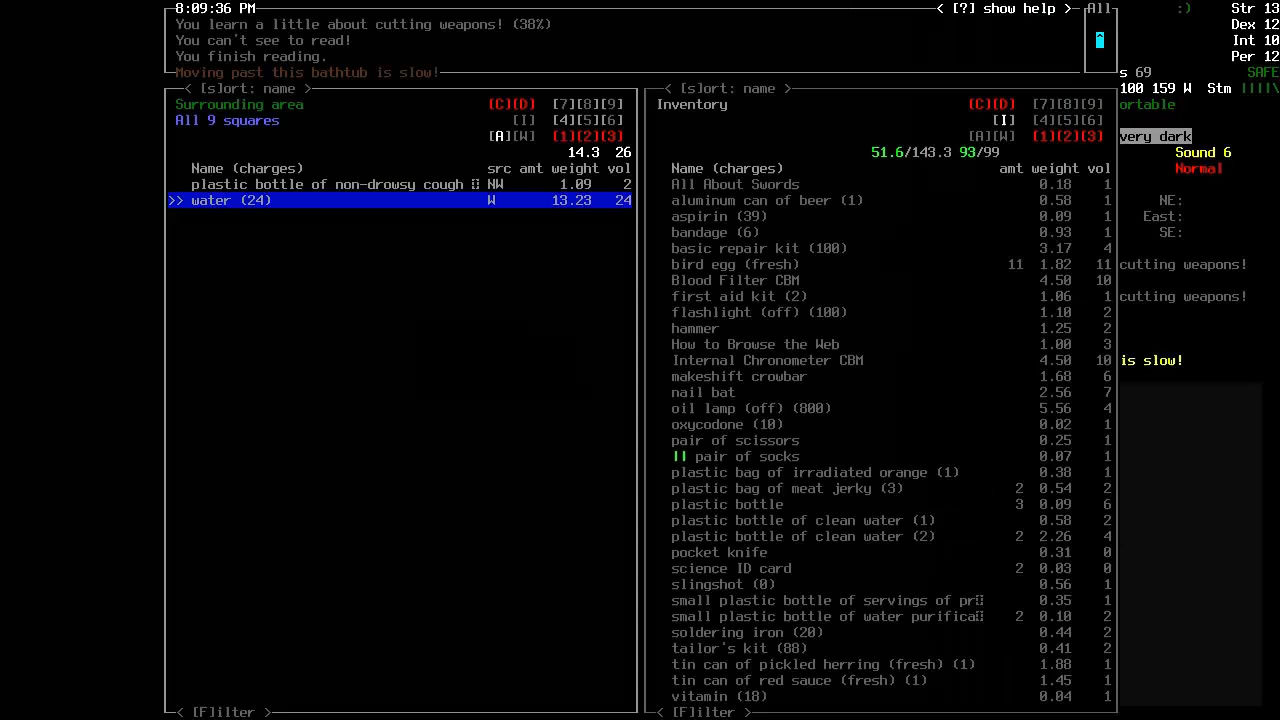 8:09:36 PM < [?] show help > All :) Str 13
You learn a little about cutting weapons! (38%) Dex 12
You can't see to read! ^ Int 10
You finish reading. Per 12
Moving past this bathtub is slow! s 69 SAFE
< [s]ort: name > < [s]ort: name > 100 159 W Stm
Surrounding area (C)(D) [7][8][9] Inventory (C)(D) [7][8][9] ortable
All 9 squares [I] [4][5][6] [I] [4][5][6]
[A][W] (1)(2)(3) [A][W] (1)(2)(3) very dark
14.3 26 51.6/143.3 93/99 Sound 6
Name (charges) src amt weight vol Name (charges) amt weight vol Normal
plastic bottle of non-drowsy cough NW 1.09 2 All About Swords 0.18 1
>> water (24) W 13.23 24 aluminum can of beer (1) 0.58 1 NE:
aspirin (39) 0.09 1 East:
bandage (6) 0.93 1 SE:
basic repair kit (100) 3.17 4
bird egg (fresh) 11 1.82 11 cutting weapons!
Blood Filter CBM 4.50 10
first aid kit (2) 1.06 1 cutting weapons!
flashlight (off) (100) 1.10 2
hammer 1.25 2
How to Browse the Web 1.00 3
Internal Chronometer CBM 4.50 10 is slow!
makeshift crowbar 1.68 6
nail bat 2.56 7
oil lamp (off) (800) 5.56 4
oxycodone (10) 0.02 1
pair of scissors 0.25 1
|| pair of socks 0.07 1
plastic bag of irradiated orange (1) 0.38 1
plastic bag of meat jerky (3) 2 0.54 2
plastic bottle 3 0.09 6
plastic bottle of clean water (1) 0.58 2
plastic bottle of clean water (2) 2 2.26 4
pocket knife 0.31 0
science ID card 2 0.03 0
slingshot (0) 0.56 1
small plastic bottle of servings of pr 0.35 1
small plastic bottle of water purifica 2 0.10 2
soldering iron (20) 0.44 2
tailor's kit (88) 0.41 2
tin can of pickled herring (fresh) (1) 1.88 1
tin can of red sauce (fresh) (1) 1.45 1
vitamin (18) 0.04 1
< [F]ilter > < [F]ilter >